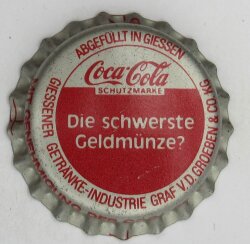 ABGEFÜLLT IN GIESSEN
Coca-Cola
SCHUTZMARKE
Die schwerste
Geldmünze?
GIESSENER GETRÄNKE-INDUSTRIE GRAF V.D. GROEBEN & CO. KG